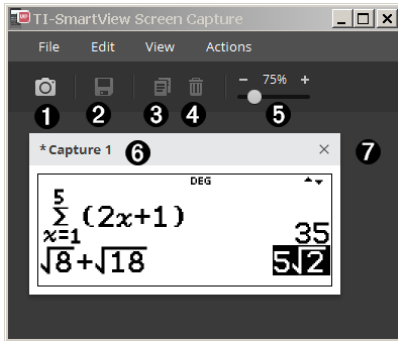 TI-SmartView Screen Capture
File Edit View Actions
− 75% +
1 2 3 4 5
*Capture 1 6 × 7
DEG
5
Σ (2x+1)
x=1
35
√8+√18 5√2